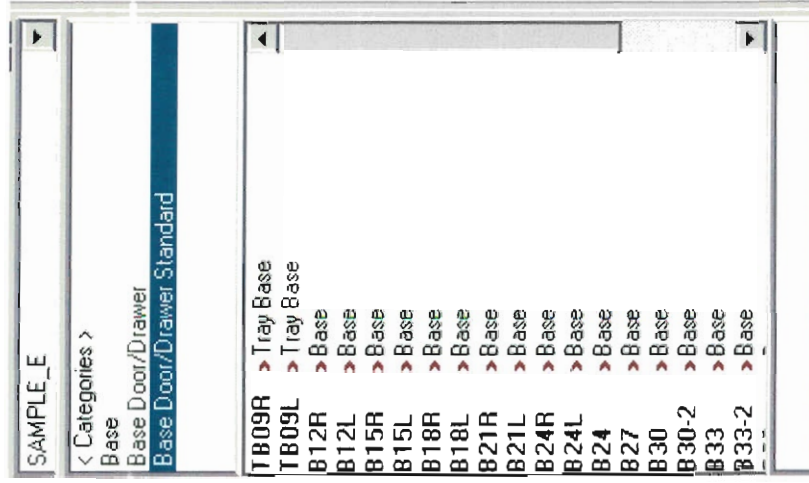 SAMPLE_E
< Categories >
Base
Base Door/Drawer
Base Door/Drawer Standard
TB09R > Tray Base
TB09L > Tray Base
B12R > Base
B12L > Base
B15R > Base
B15L > Base
B18R > Base
B18L > Base
B21R > Base
B21L > Base
B24R > Base
B24L > Base
B24 > Base
B27 > Base
B30 > Base
B30-2 > Base
B33 > Base
B33-2 > Base